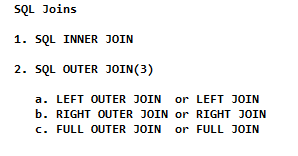 SQL Joins
1. SQL INNER JOIN
2. SQL OUTER JOIN(3)
a. LEFT OUTER JOIN or LEFT JOIN
b. RIGHT OUTER JOIN or RIGHT JOIN
c. FULL OUTER JOIN or FULL JOIN